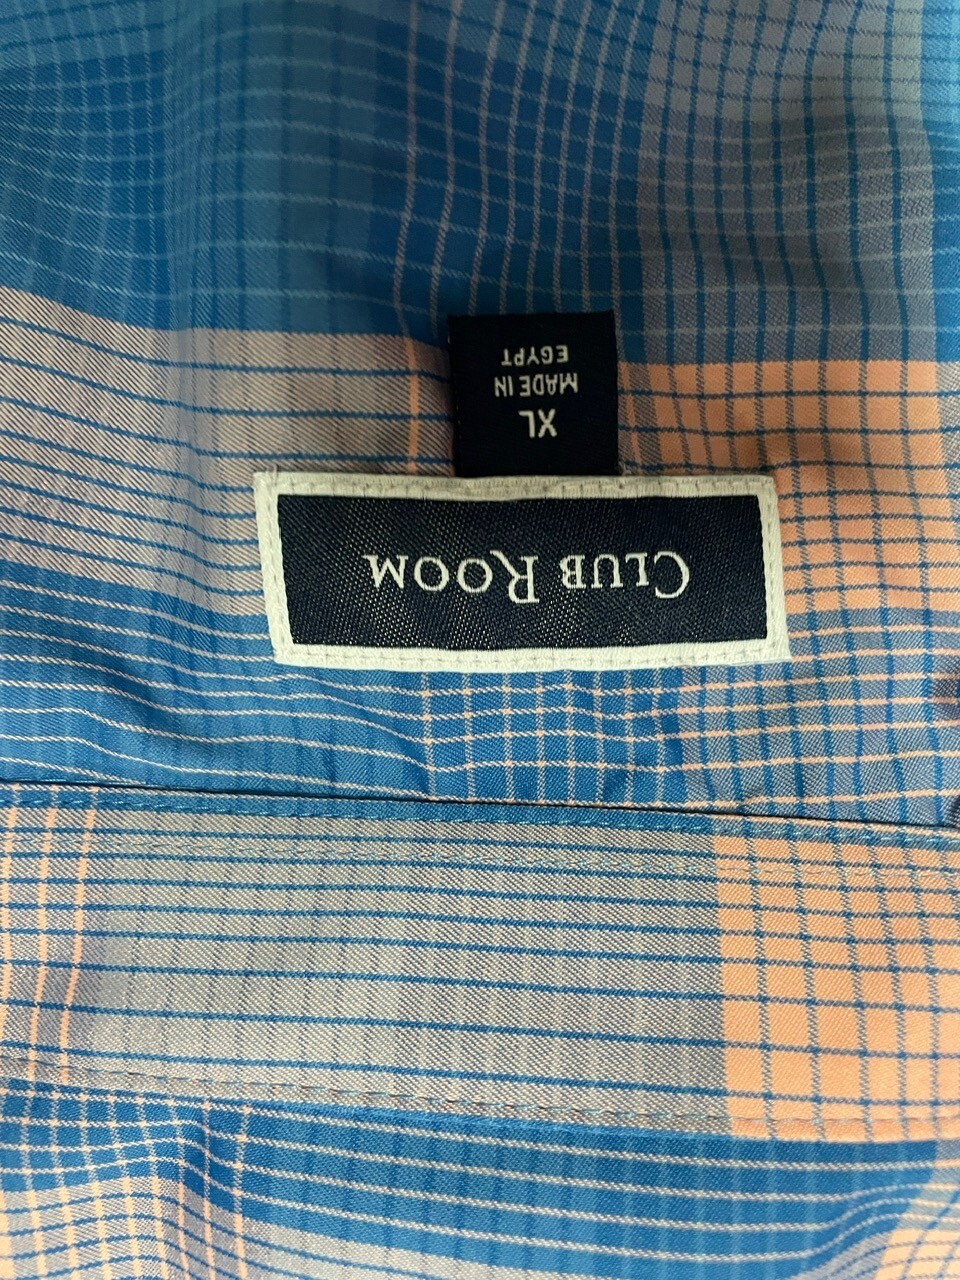 CLUB ROOM
XL
MADE IN
EGYPT